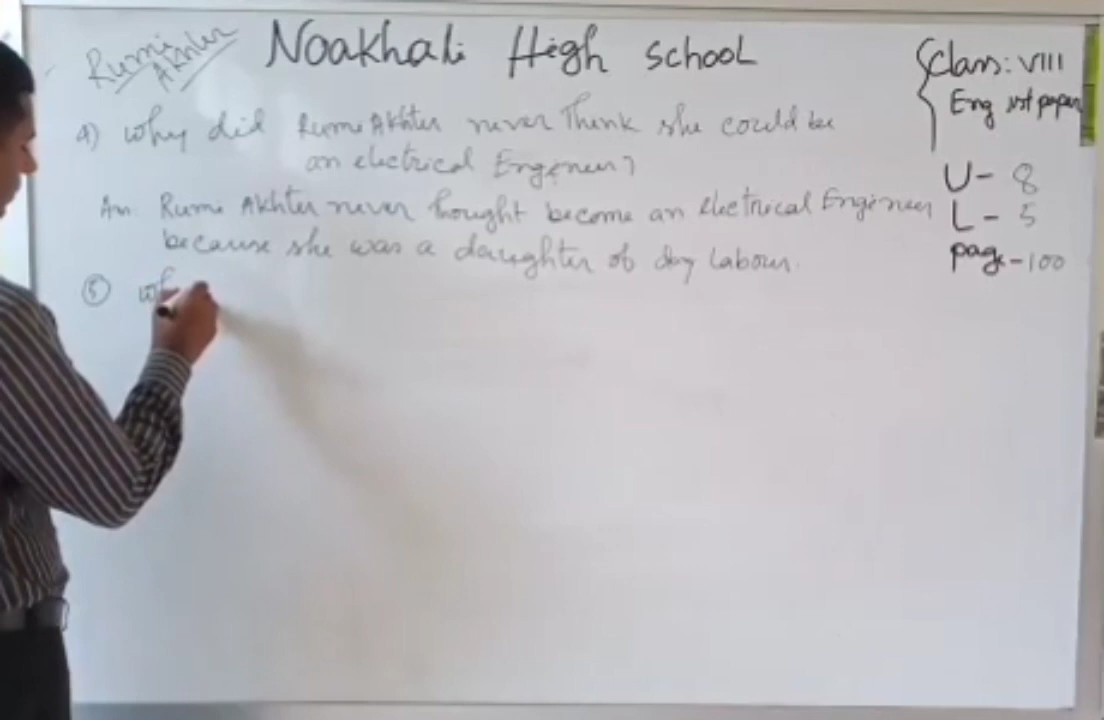 Rumi
Akhter
Noakhali High School
Class: VIII
Eng 1st paper
U- 8
L- 5
page-100
4) Why did Rumi Akhter never Think she could be
an electrical Engineer?
An: Rumi Akhter never thought become an electrical Engineer
because she was a daughter of day labour.
5) wh